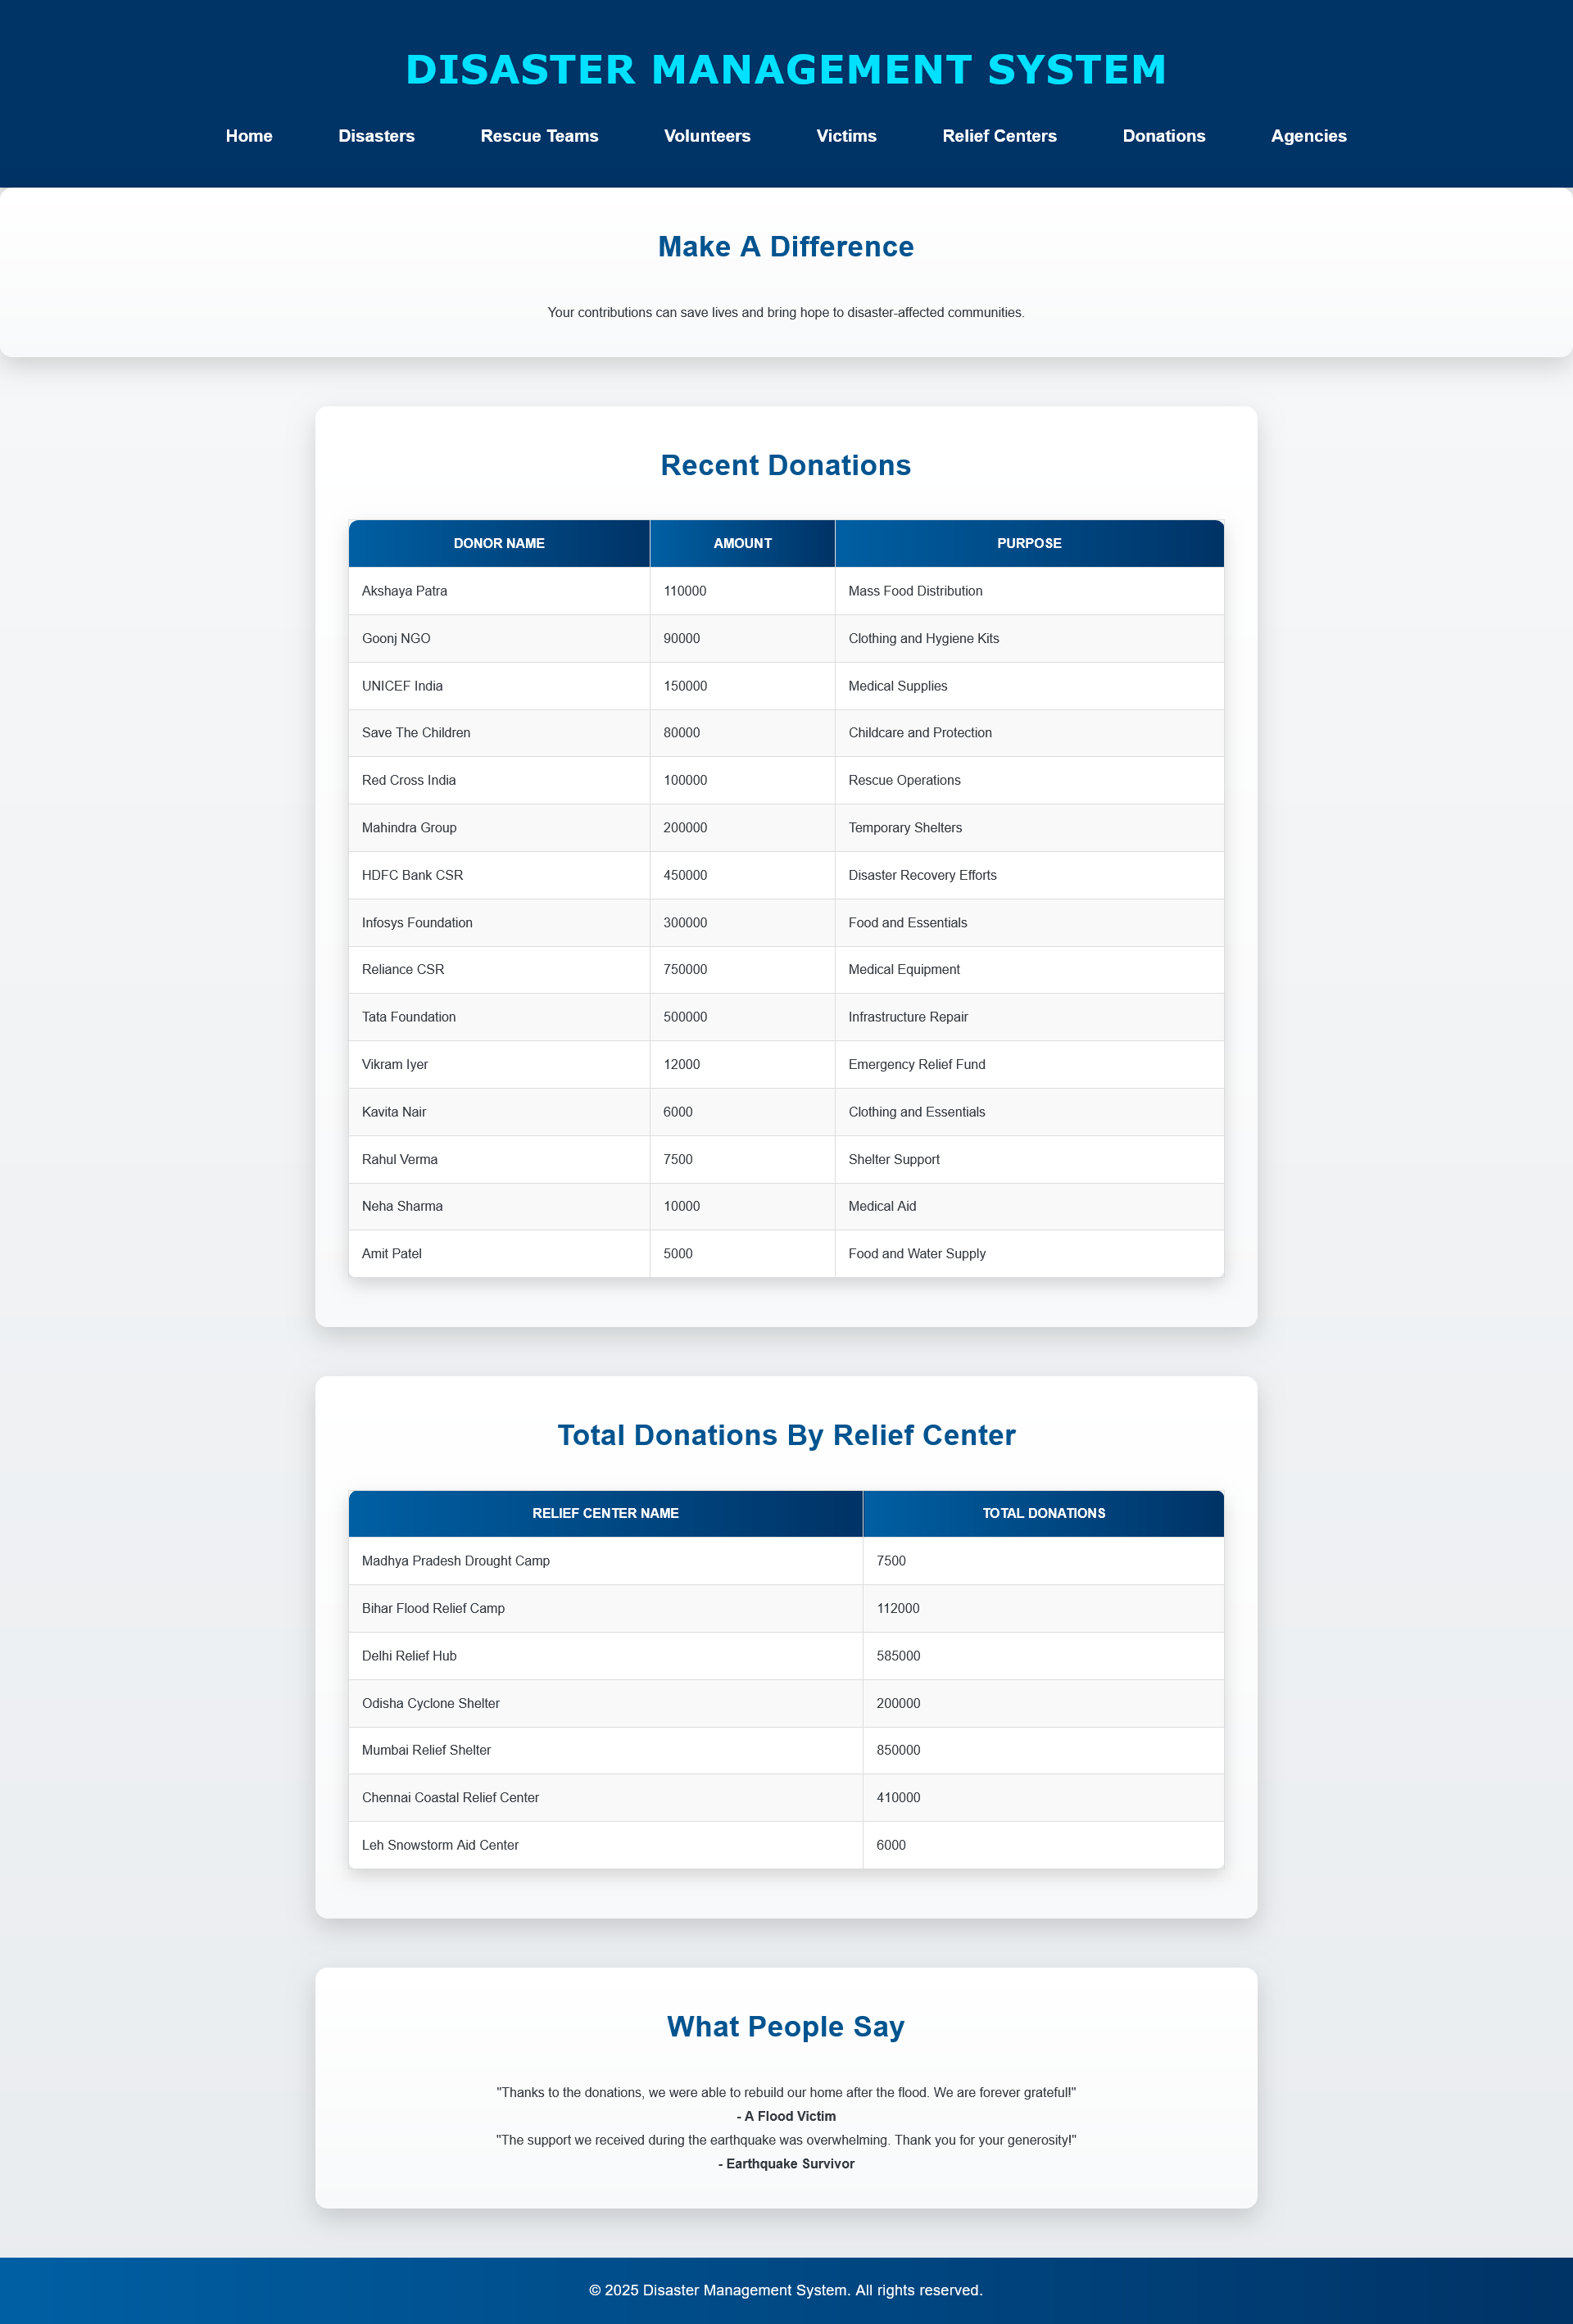 DISASTER MANAGEMENT SYSTEM
Home Disasters Rescue Teams Volunteers Victims Relief Centers Donations Agencies
Make A Difference
Your contributions can save lives and bring hope to disaster-affected communities.
Recent Donations
DONOR NAME AMOUNT PURPOSE
Akshaya Patra 110000 Mass Food Distribution
Goonj NGO 90000 Clothing and Hygiene Kits
UNICEF India 150000 Medical Supplies
Save The Children 80000 Childcare and Protection
Red Cross India 100000 Rescue Operations
Mahindra Group 200000 Temporary Shelters
HDFC Bank CSR 450000 Disaster Recovery Efforts
Infosys Foundation 300000 Food and Essentials
Reliance CSR 750000 Medical Equipment
Tata Foundation 500000 Infrastructure Repair
Vikram Iyer 12000 Emergency Relief Fund
Kavita Nair 6000 Clothing and Essentials
Rahul Verma 7500 Shelter Support
Neha Sharma 10000 Medical Aid
Amit Patel 5000 Food and Water Supply
Total Donations By Relief Center
RELIEF CENTER NAME TOTAL DONATIONS
Madhya Pradesh Drought Camp 7500
Bihar Flood Relief Camp 112000
Delhi Relief Hub 585000
Odisha Cyclone Shelter 200000
Mumbai Relief Shelter 850000
Chennai Coastal Relief Center 410000
Leh Snowstorm Aid Center 6000
What People Say
"Thanks to the donations, we were able to rebuild our home after the flood. We are forever grateful!"
- A Flood Victim
"The support we received during the earthquake was overwhelming. Thank you for your generosity!"
- Earthquake Survivor
© 2025 Disaster Management System. All rights reserved.